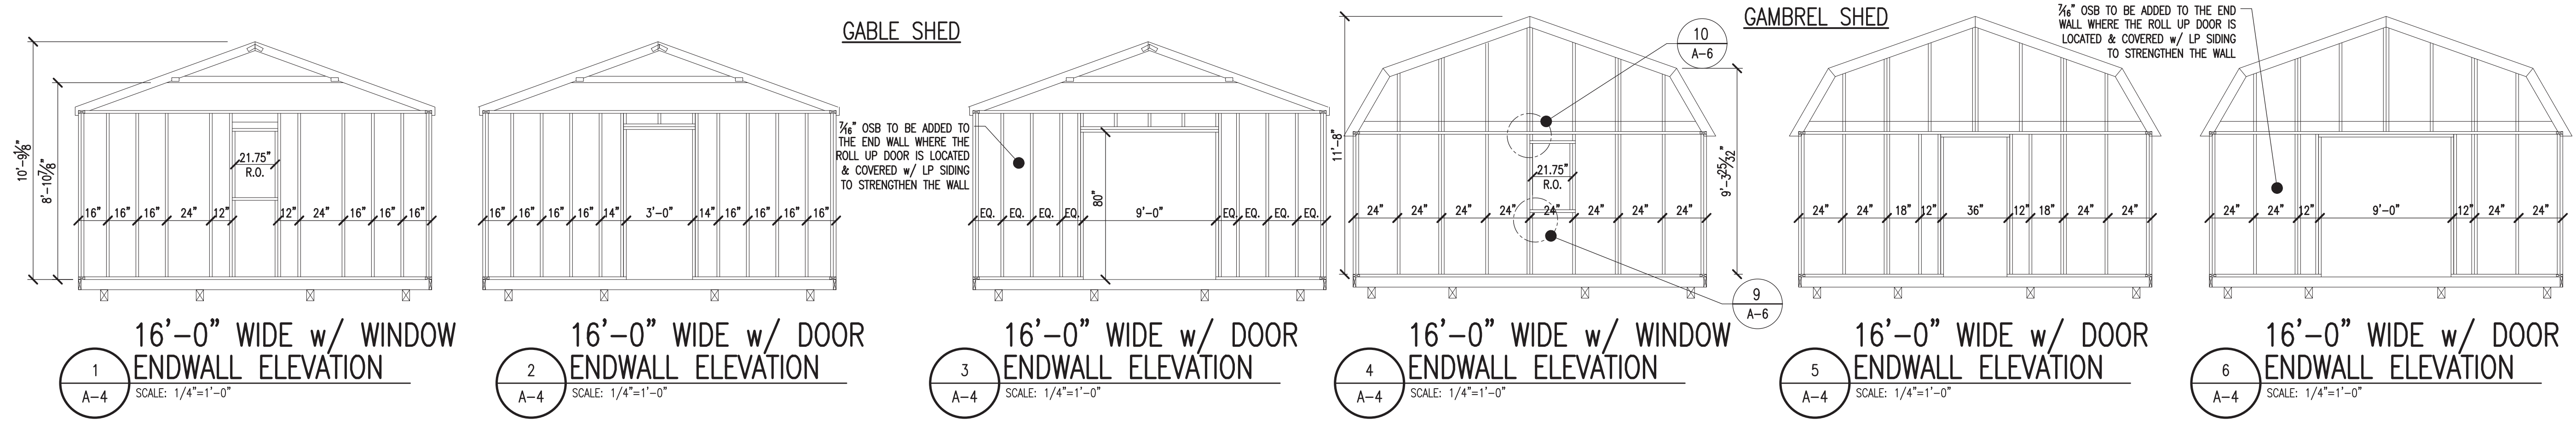 GABLE SHED
GAMBREL SHED
10'-9 1/8"
8'-10 7/8"
21.75"
R.O.
16" 16" 16" 24" 12" 12" 24" 16" 16" 16"
16'-0" WIDE w/ WINDOW
ENDWALL ELEVATION
1
A-4
SCALE: 1/4"=1'-0"
16" 16" 16" 16" 14" 3'-0" 14" 16" 16" 16" 16"
16'-0" WIDE w/ DOOR
ENDWALL ELEVATION
2
A-4
SCALE: 1/4"=1'-0"
7/16" OSB TO BE ADDED TO
THE END WALL WHERE THE
ROLL UP DOOR IS LOCATED
& COVERED w/ LP SIDING
TO STRENGTHEN THE WALL
80"
EQ. EQ. EQ. EQ. 9'-0" EQ. EQ. EQ. EQ.
16'-0" WIDE w/ DOOR
ENDWALL ELEVATION
3
A-4
SCALE: 1/4"=1'-0"
10
A-6
11'-8"
9'-3 25/32"
21.75"
R.O.
24" 24" 24" 24" 24" 24" 24" 24"
9
A-6
16'-0" WIDE w/ WINDOW
ENDWALL ELEVATION
4
A-4
SCALE: 1/4"=1'-0"
24" 24" 18" 12" 36" 12" 18" 24" 24"
16'-0" WIDE w/ DOOR
ENDWALL ELEVATION
5
A-4
SCALE: 1/4"=1'-0"
7/16" OSB TO BE ADDED TO THE END
WALL WHERE THE ROLL UP DOOR IS
LOCATED & COVERED w/ LP SIDING
TO STRENGTHEN THE WALL
24" 24" 12" 9'-0" 12" 24" 24"
16'-0" WIDE w/ DOOR
ENDWALL ELEVATION
6
A-4
SCALE: 1/4"=1'-0"